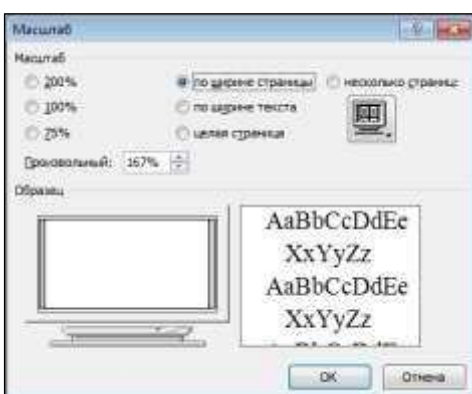 Масштаб
Масштаб
200% по ширине страницы несколько страниц:
100% по ширине текста
75% целая страница
Произвольный: 167%
Образец
AaBbCcDdEe
XxYyZz
AaBbCcDdEe
XxYyZz
ОК Отмена